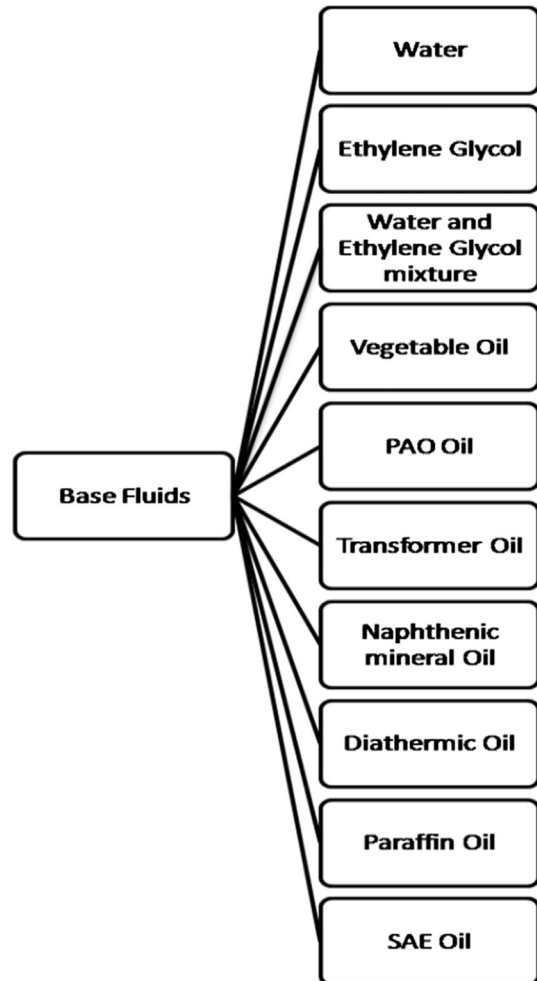 Water
Ethylene Glycol
Water and
Ethylene Glycol
mixture
Vegetable Oil
PAO Oil
Base Fluids
Transformer Oil
Naphthenic
mineral Oil
Diathermic Oil
Paraffin Oil
SAE Oil